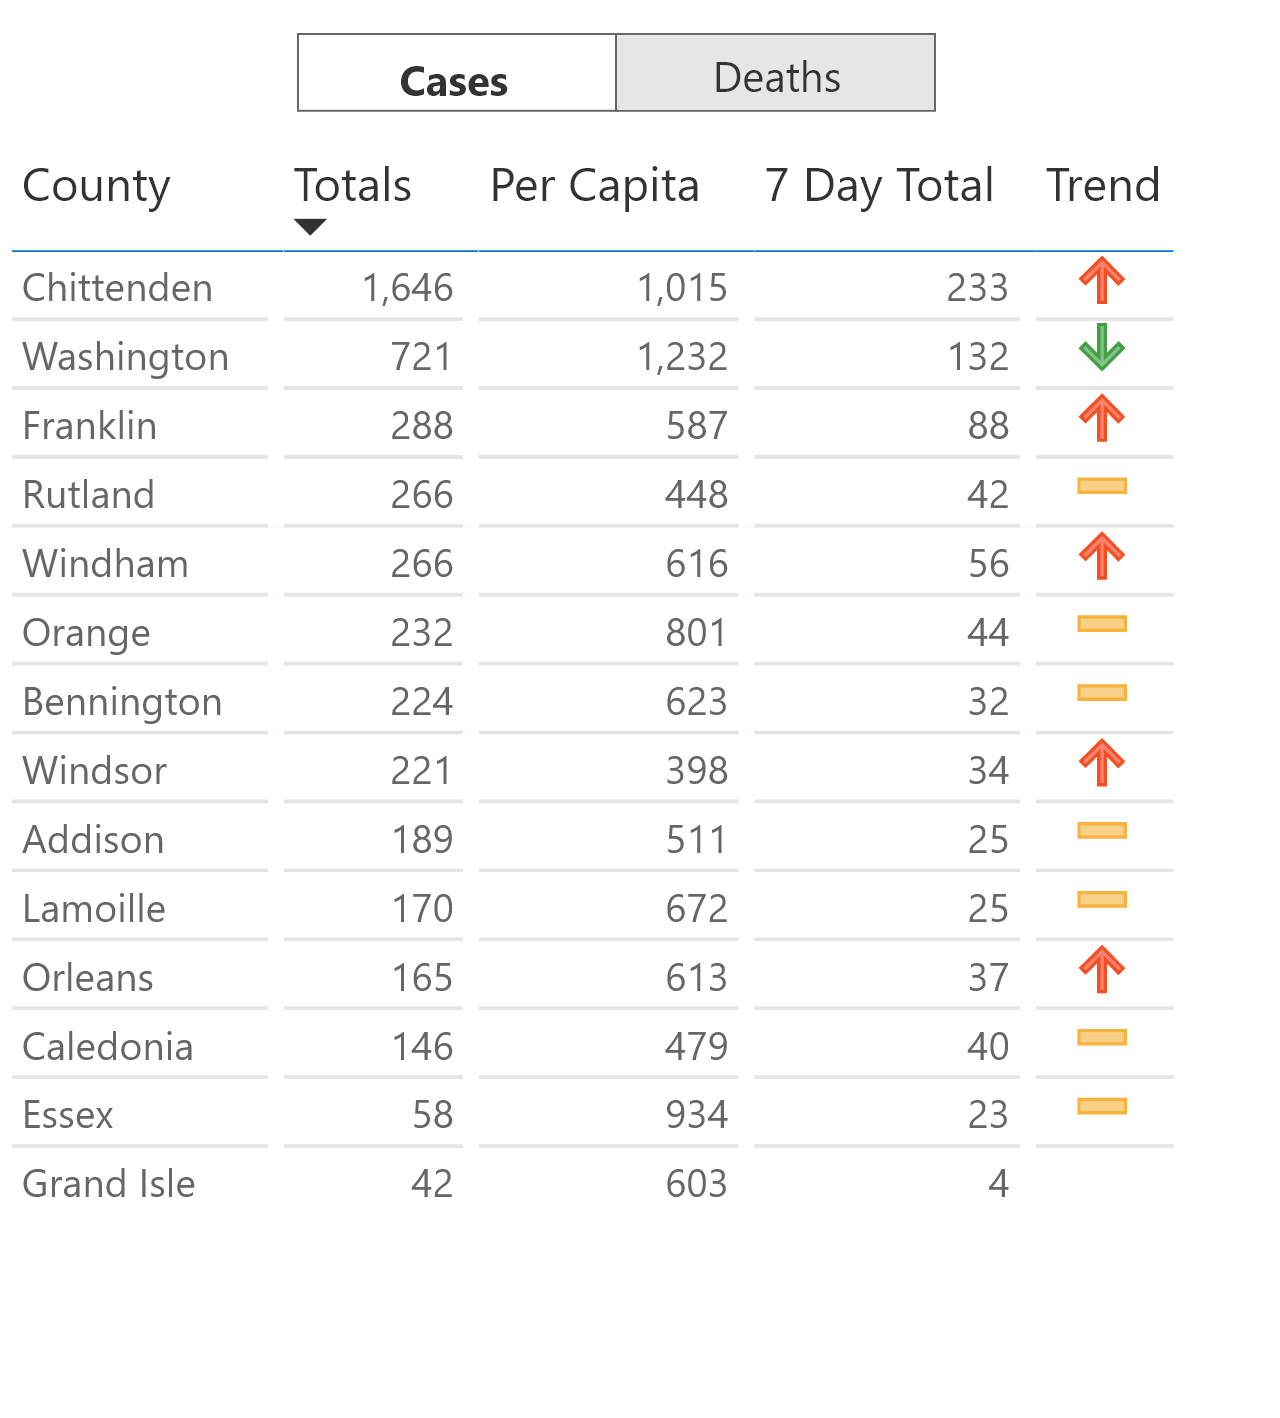 Cases Deaths
County Totals Per Capita 7 Day Total Trend
Chittenden 1,646 1,015 233
Washington 721 1,232 132
Franklin 288 587 88
Rutland 266 448 42
Windham 266 616 56
Orange 232 801 44
Bennington 224 623 32
Windsor 221 398 34
Addison 189 511 25
Lamoille 170 672 25
Orleans 165 613 37
Caledonia 146 479 40
Essex 58 934 23
Grand Isle 42 603 4